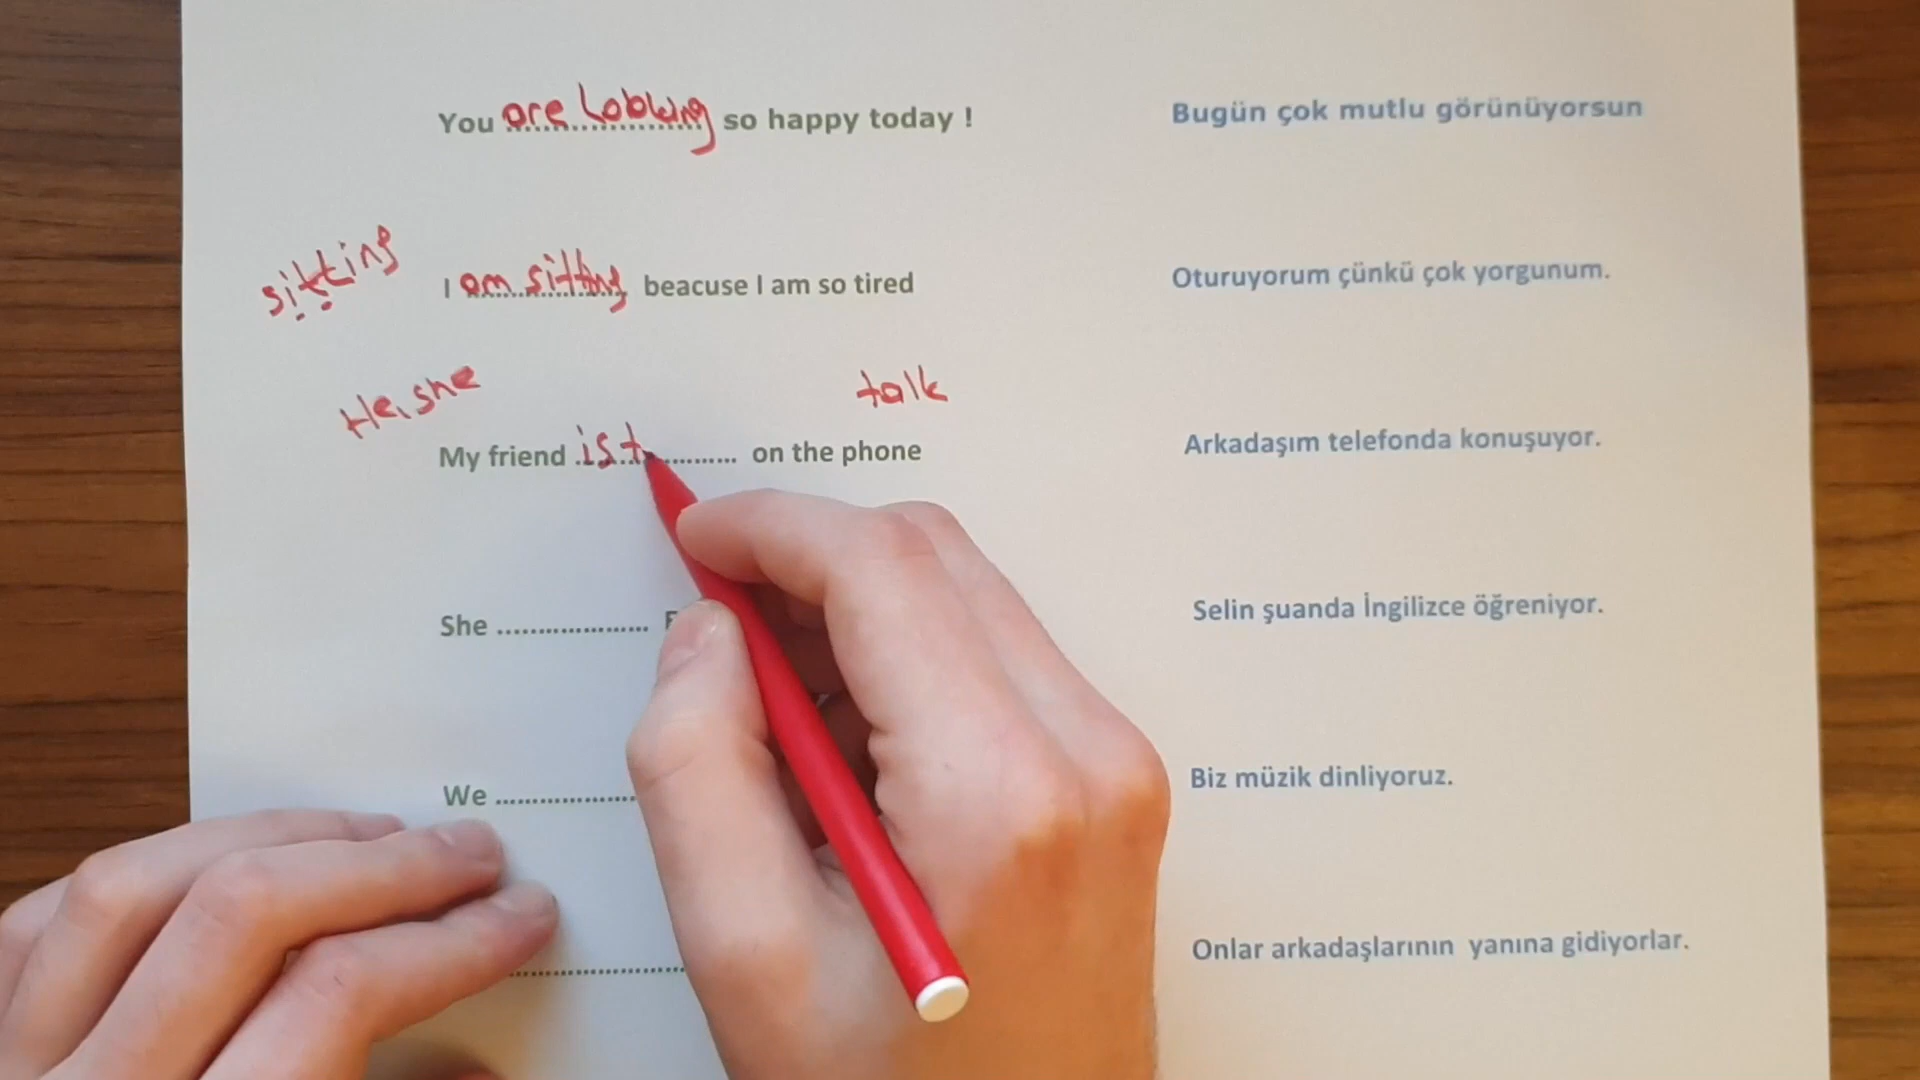 You are looking so happy today ! Bugün çok mutlu görünüyorsun
sitting
I am sitting beacuse I am so tired Oturuyorum çünkü çok yorgunum.
He, she talk
My friend is t on the phone Arkadaşım telefonda konuşuyor.
She Selin şuanda İngilizce öğreniyor.
We Biz müzik dinliyoruz.
Onlar arkadaşlarının yanına gidiyorlar.